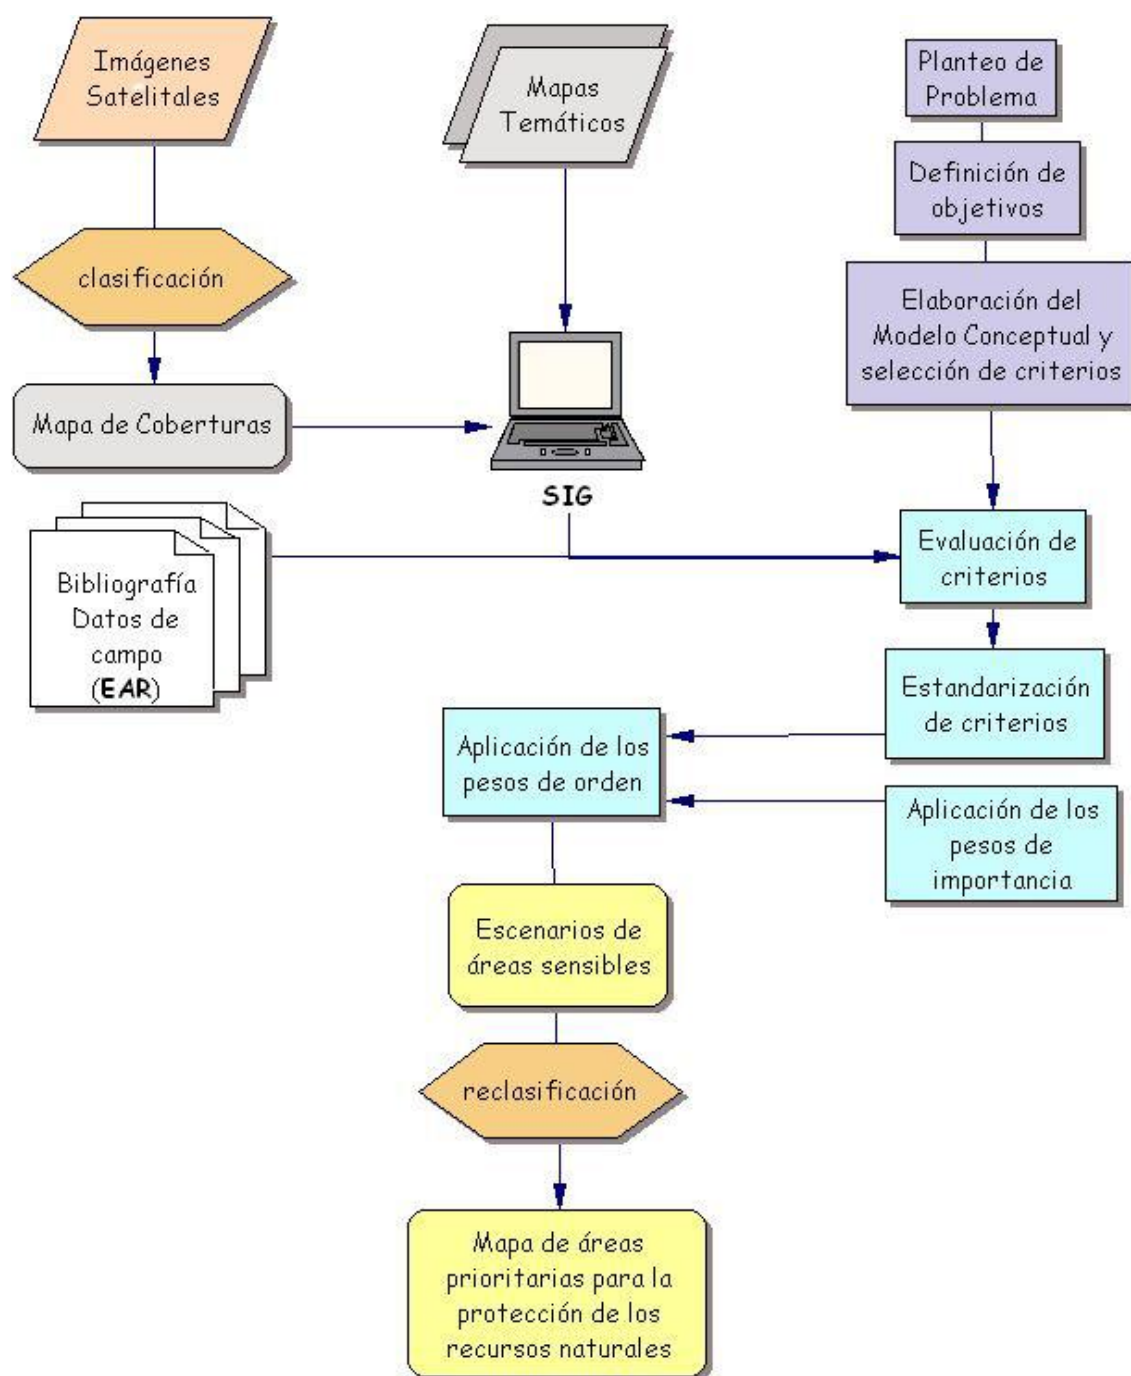 Imágenes
Satelitales
Mapas
Temáticos
Planteo de
Problema
Definición de
objetivos
clasificación
Elaboración del
Modelo Conceptual y
selección de criterios
Mapa de Coberturas
SIG
Bibliografía
Datos de
campo
(EAR)
Evaluación de
criterios
Estandarización
de criterios
Aplicación de los
pesos de orden
Aplicación de los
pesos de
importancia
Escenarios de
áreas sensibles
reclasificación
Mapa de áreas
prioritarias para la
protección de los
recursos naturales